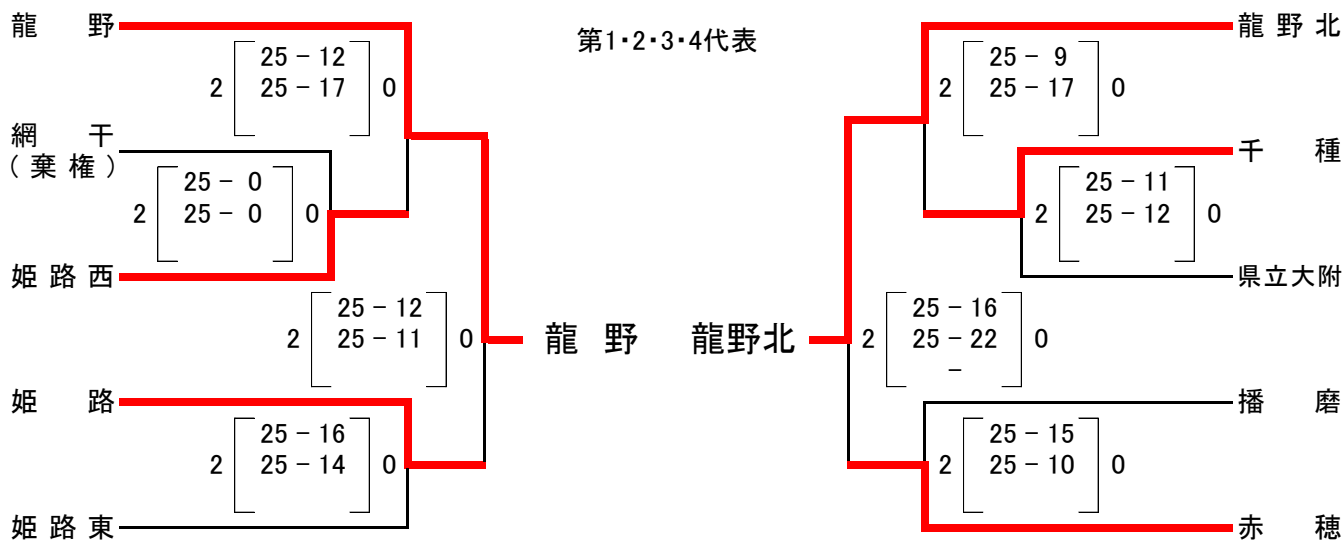 龍野
第1・2・3・4代表
龍野北
25 - 12
2 25 - 17 0
25 - 9
2 25 - 17 0
網干
(棄権)
千種
25 - 0
2 25 - 0 0
25 - 11
2 25 - 12 0
姫路西
県立大附
25 - 12
2 25 - 11 0
25 - 16
2 25 - 22 0
-
龍野 龍野北
姫路
播磨
25 - 16
2 25 - 14 0
25 - 15
2 25 - 10 0
姫路東
赤穂